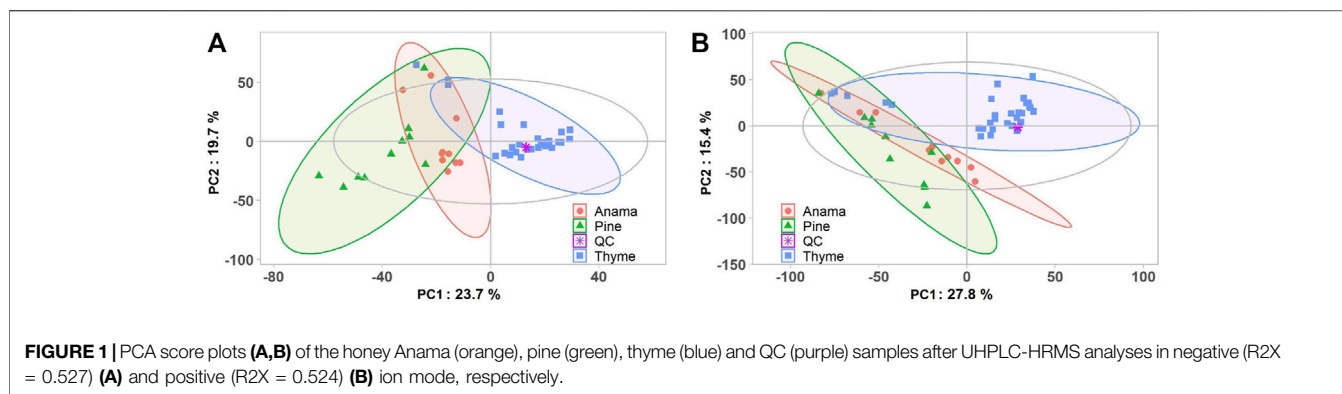 A
50
0
-50
-100
PC2 : 19.7 %
-80
-40
0
40
PC1 : 23.7 %
Anama
Pine
QC
Thyme
B
100
50
0
-50
-100
-150
PC2 : 15.4 %
-100
-50
0
50
100
PC1 : 27.8 %
Anama
Pine
QC
Thyme
FIGURE 1 | PCA score plots (A,B) of the honey Anama (orange), pine (green), thyme (blue) and QC (purple) samples after UHPLC-HRMS analyses in negative (R2X
= 0.527) (A) and positive (R2X = 0.524) (B) ion mode, respectively.